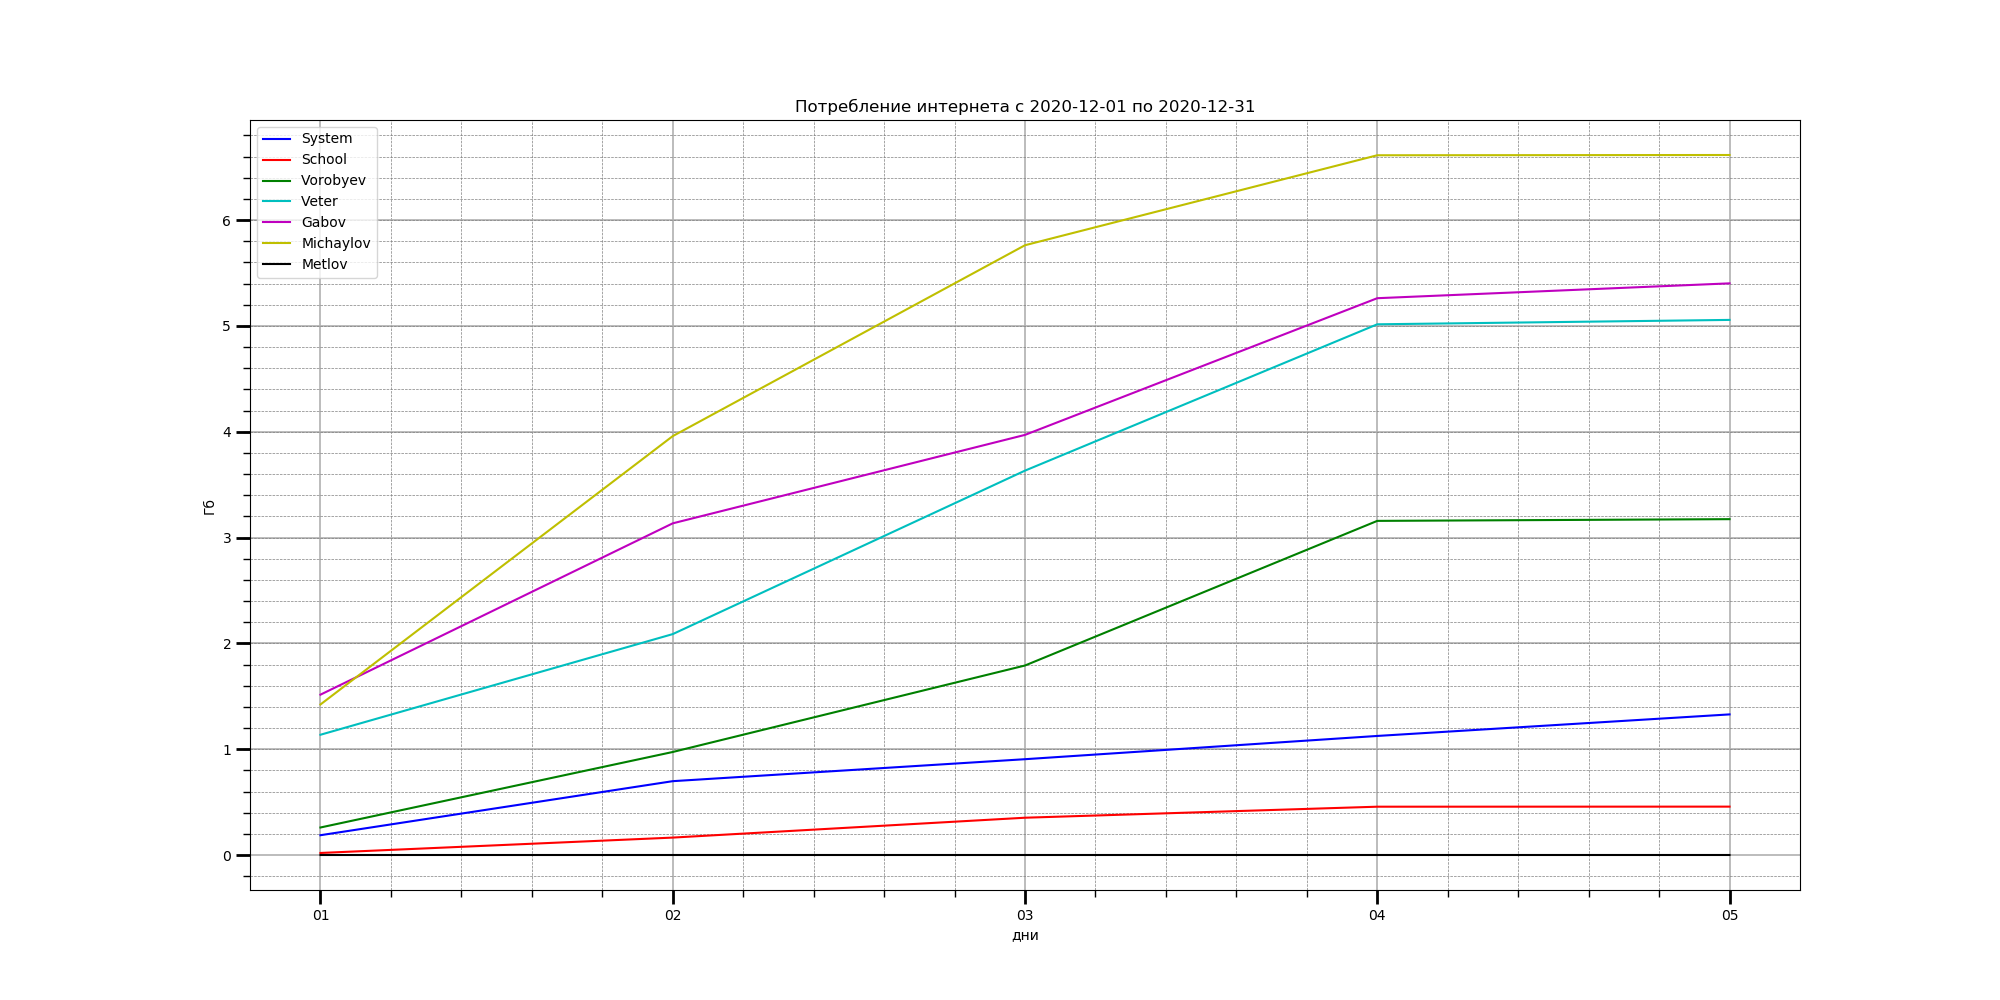 Потребление интернета с 2020-12-01 по 2020-12-31
System
School
Vorobyev
Veter
Gabov
Michaylov
Metlov
6
5
4
3
2
1
0
Гб
01 02 03 04 05
дни